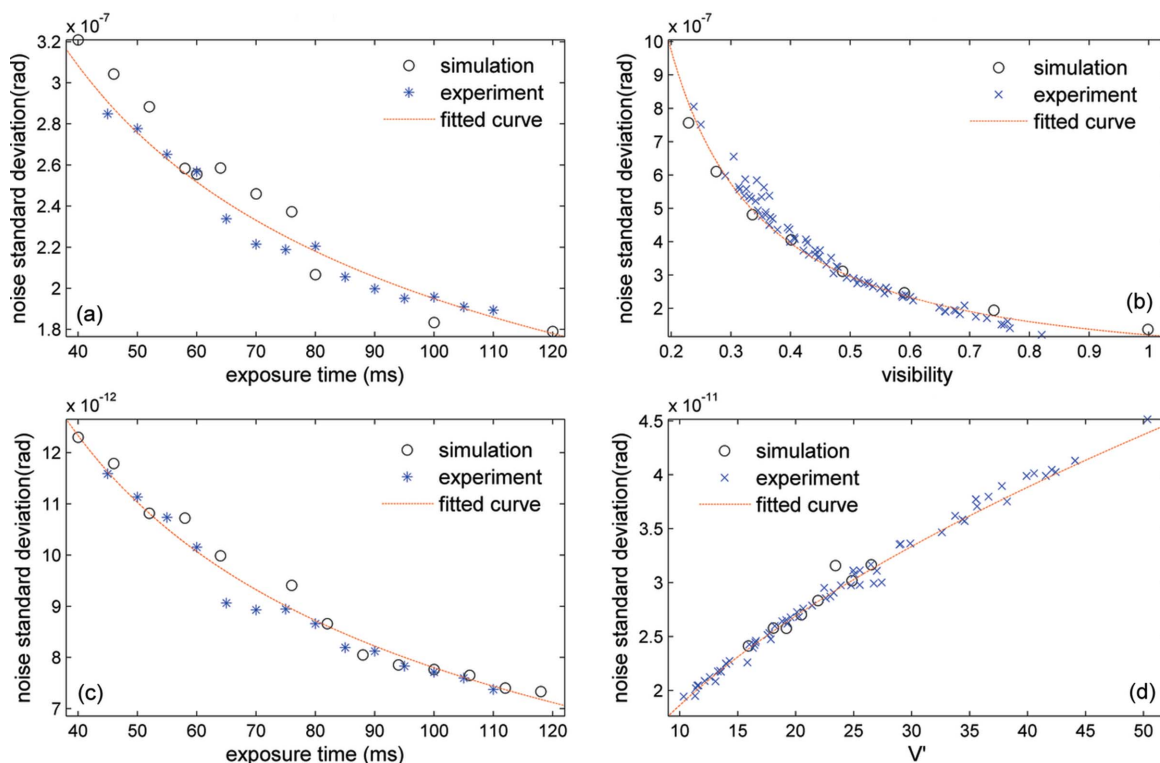 x 10-7
3.2
3
2.8
2.6
2.4
2.2
2
1.8
noise standard deviation(rad)
simulation
experiment
fitted curve
(a)
40 50 60 70 80 90 100 110 120
exposure time (ms)
x 10-7
10
9
8
7
6
5
4
3
2
noise standard deviation(rad)
simulation
experiment
fitted curve
(b)
0.2 0.3 0.4 0.5 0.6 0.7 0.8 0.9 1
visibility
x 10-12
12
11
10
9
8
7
noise standard deviation(rad)
simulation
experiment
fitted curve
(c)
40 50 60 70 80 90 100 110 120
exposure time (ms)
x 10-11
4.5
4
3.5
3
2.5
2
noise standard deviation(rad)
simulation
experiment
fitted curve
(d)
10 15 20 25 30 35 40 45 50
V'